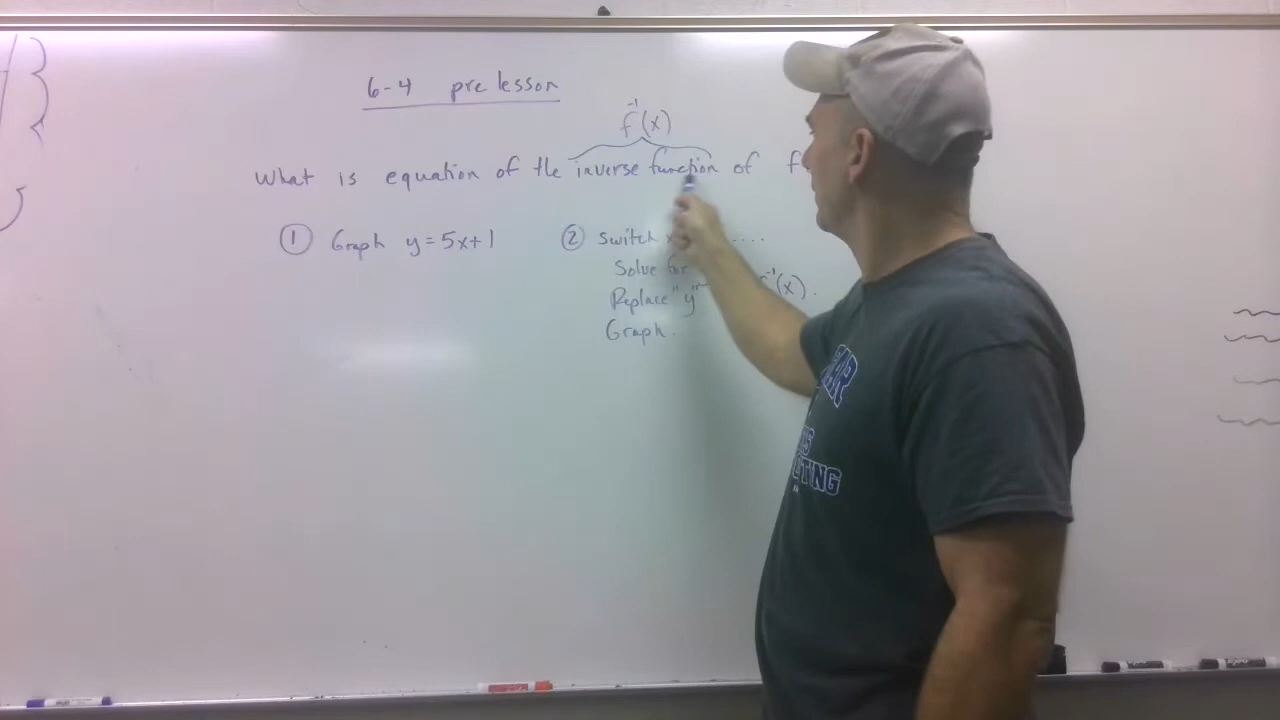 6-4 pre lesson
f⁻¹(x)
What is equation of the inverse function of f
① Graph y=5x+1
② Switch x ....
Solve for
Replace "y" f⁻¹(x).
Graph.